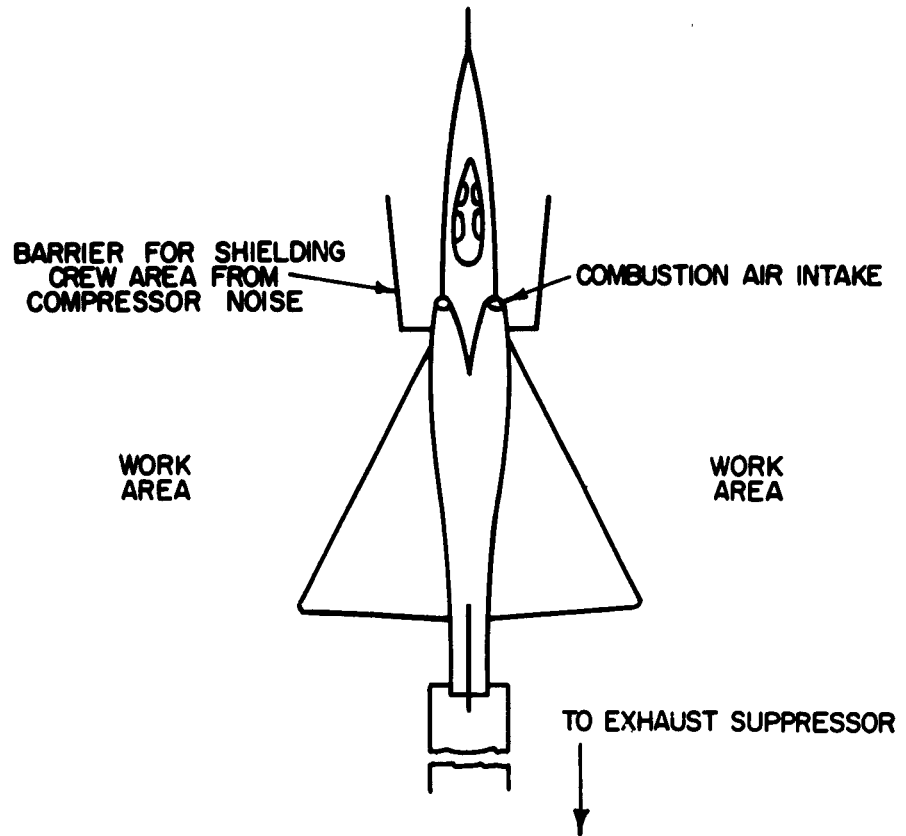 BARRIER FOR SHIELDING
CREW AREA FROM
COMPRESSOR NOISE
COMBUSTION AIR INTAKE
WORK
AREA
WORK
AREA
TO EXHAUST SUPPRESSOR